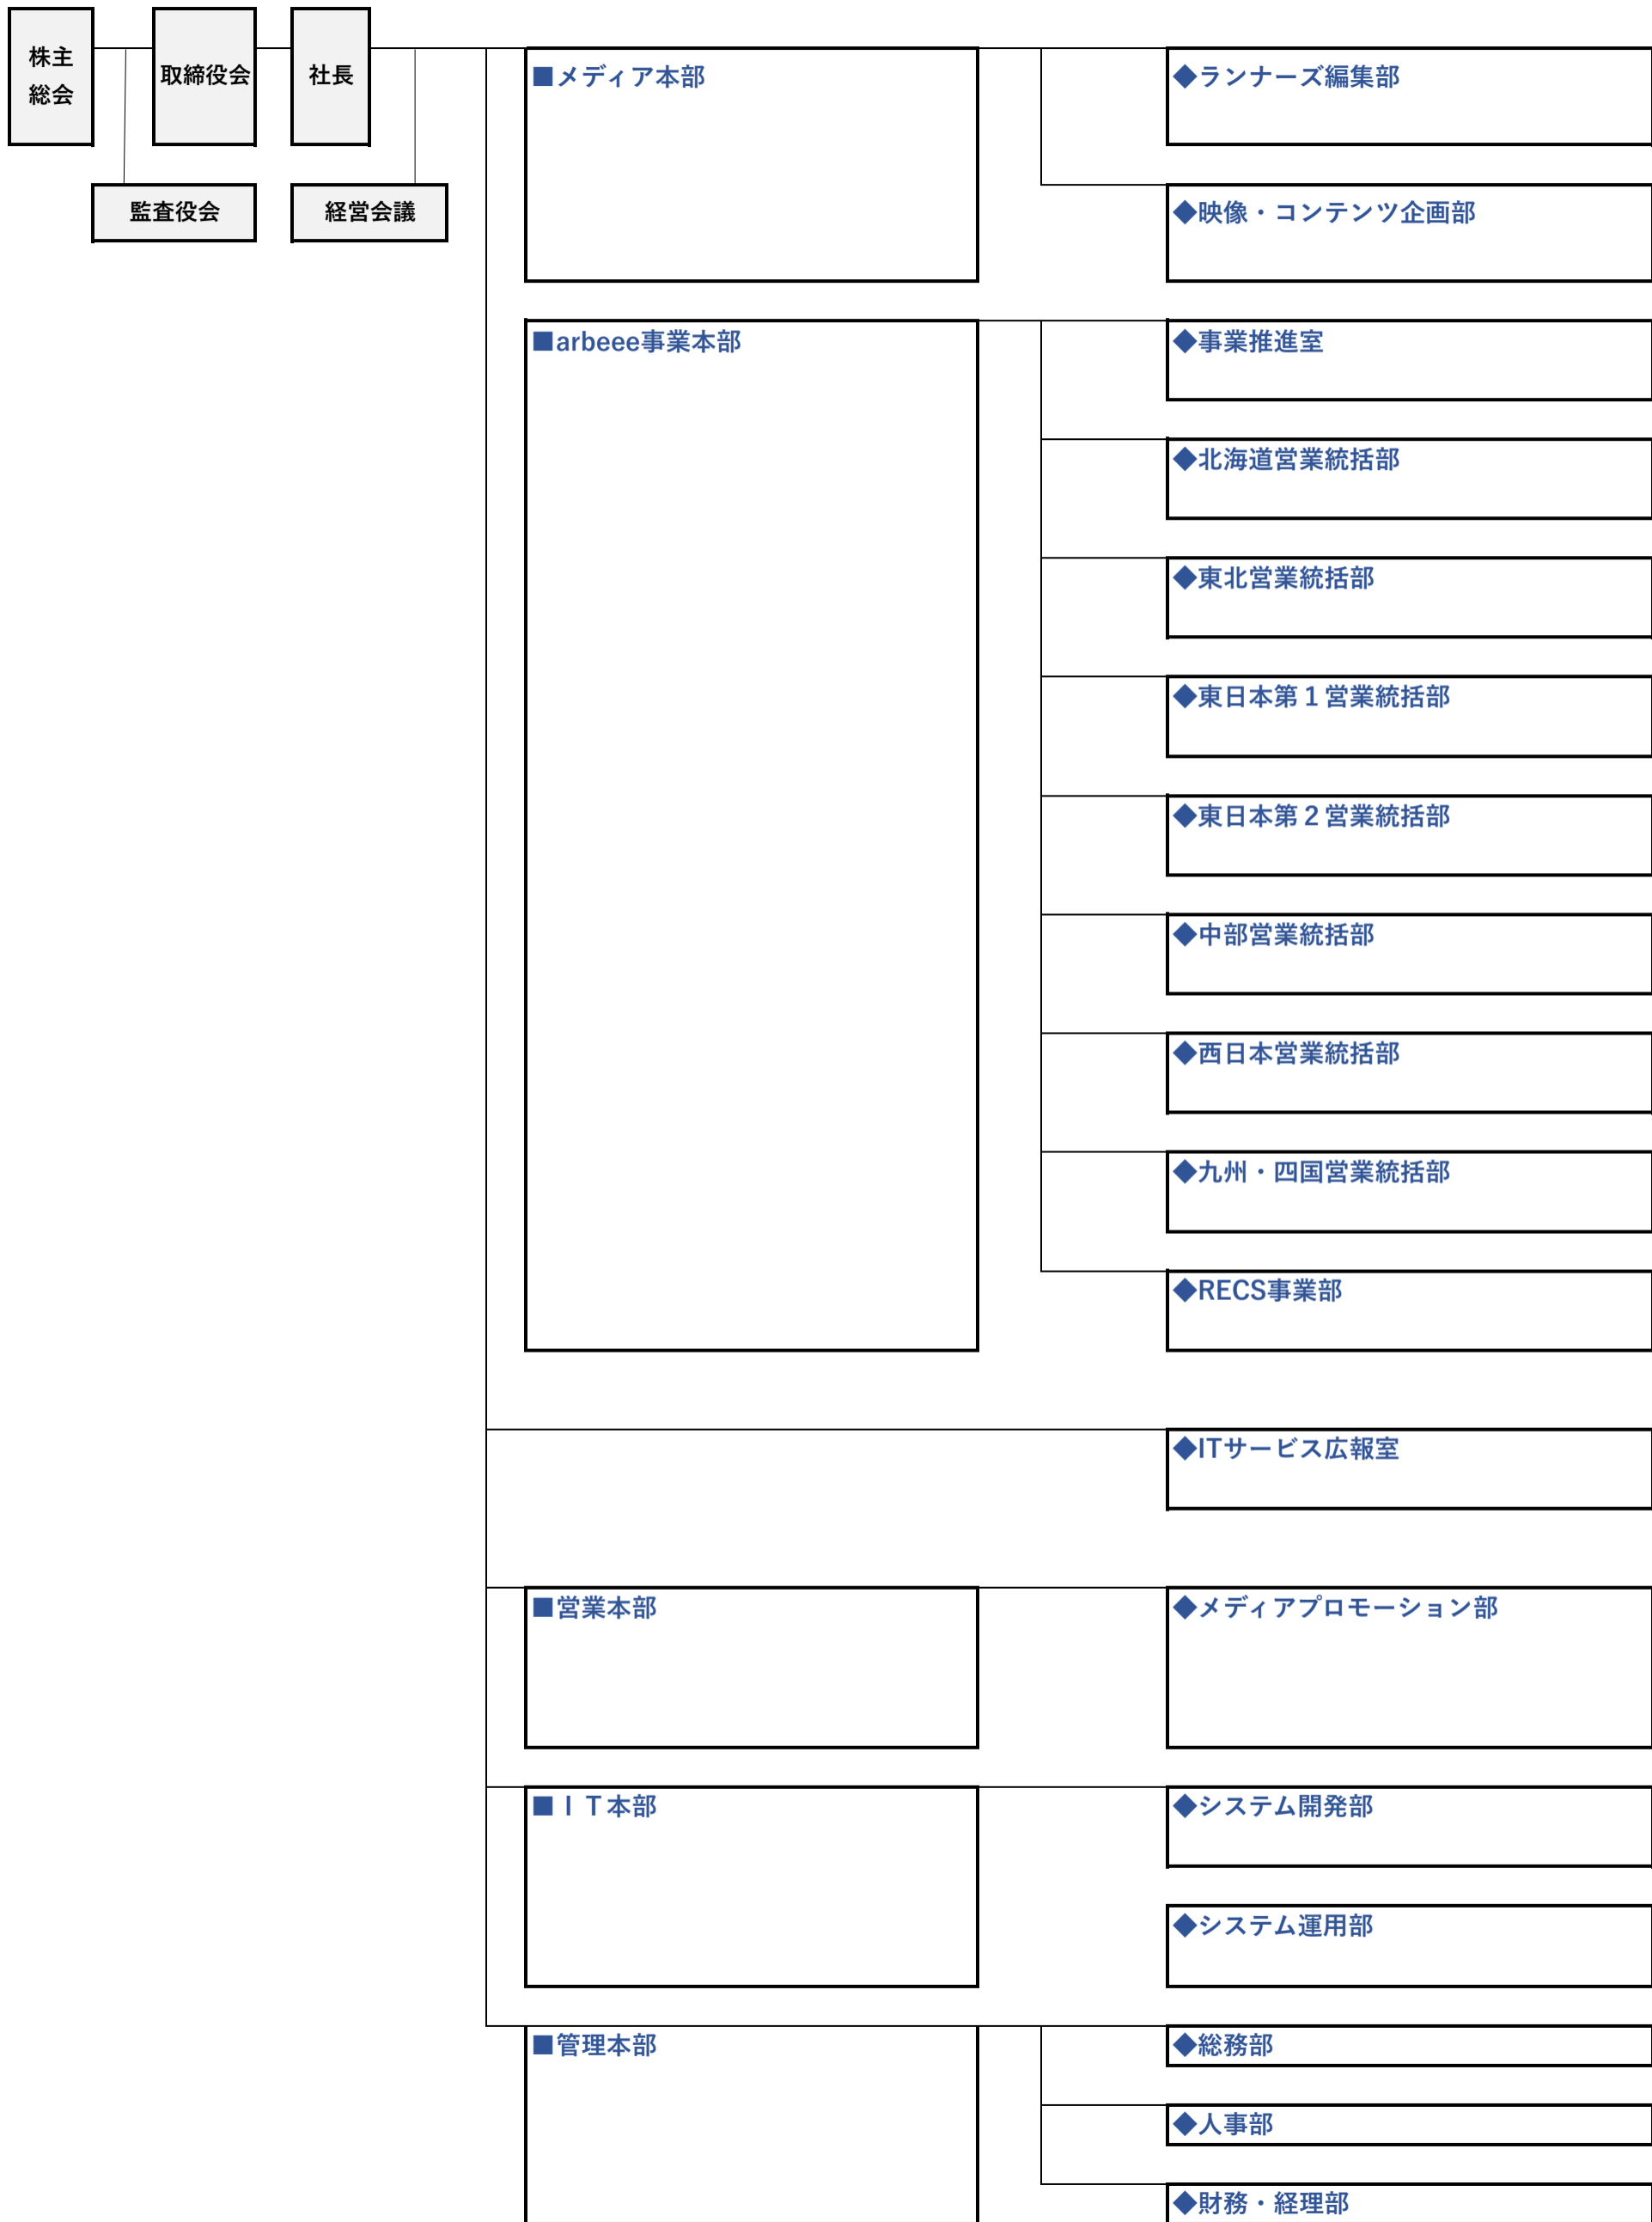 株主
総会
取締役会
社長
監査役会
経営会議
■メディア本部
◆ランナーズ編集部
◆映像・コンテンツ企画部
■arbeee事業本部
◆事業推進室
◆北海道営業統括部
◆東北営業統括部
◆東日本第１営業統括部
◆東日本第２営業統括部
◆中部営業統括部
◆西日本営業統括部
◆九州・四国営業統括部
◆RECS事業部
◆ITサービス広報室
■営業本部
◆メディアプロモーション部
■ＩＴ本部
◆システム開発部
◆システム運用部
■管理本部
◆総務部
◆人事部
◆財務・経理部